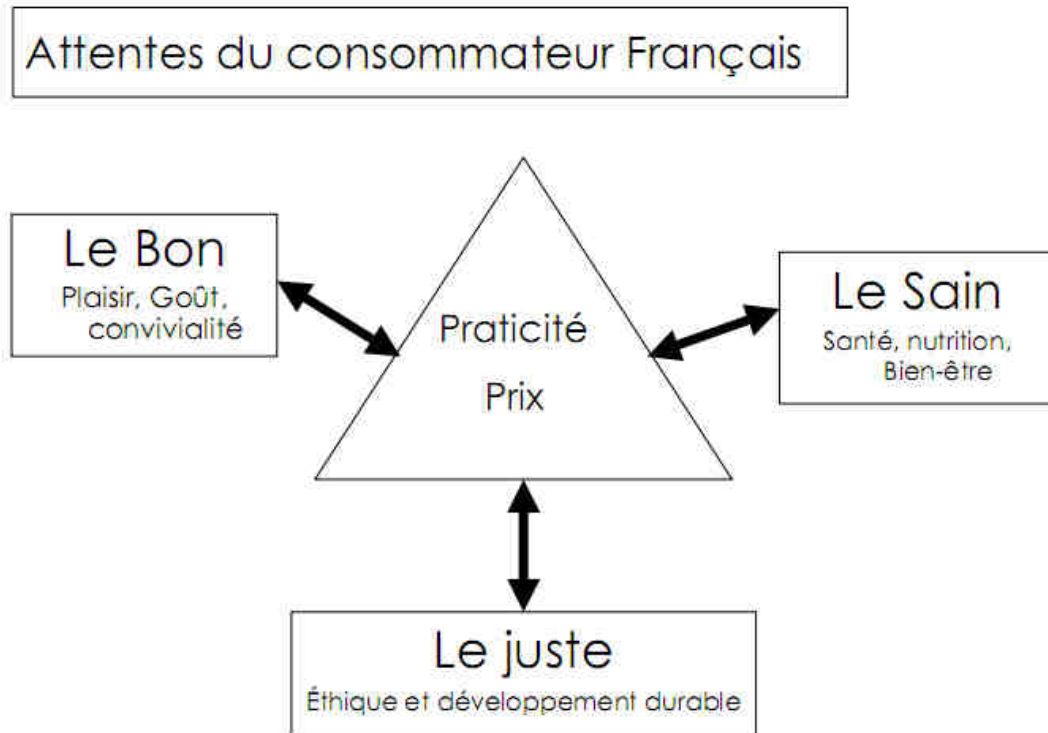 Attentes du consommateur Français
Le Bon
Plaisir, Goût,
convivialité
Praticité
Prix
Le Sain
Santé, nutrition,
Bien-être
Le juste
Éthique et développement durable